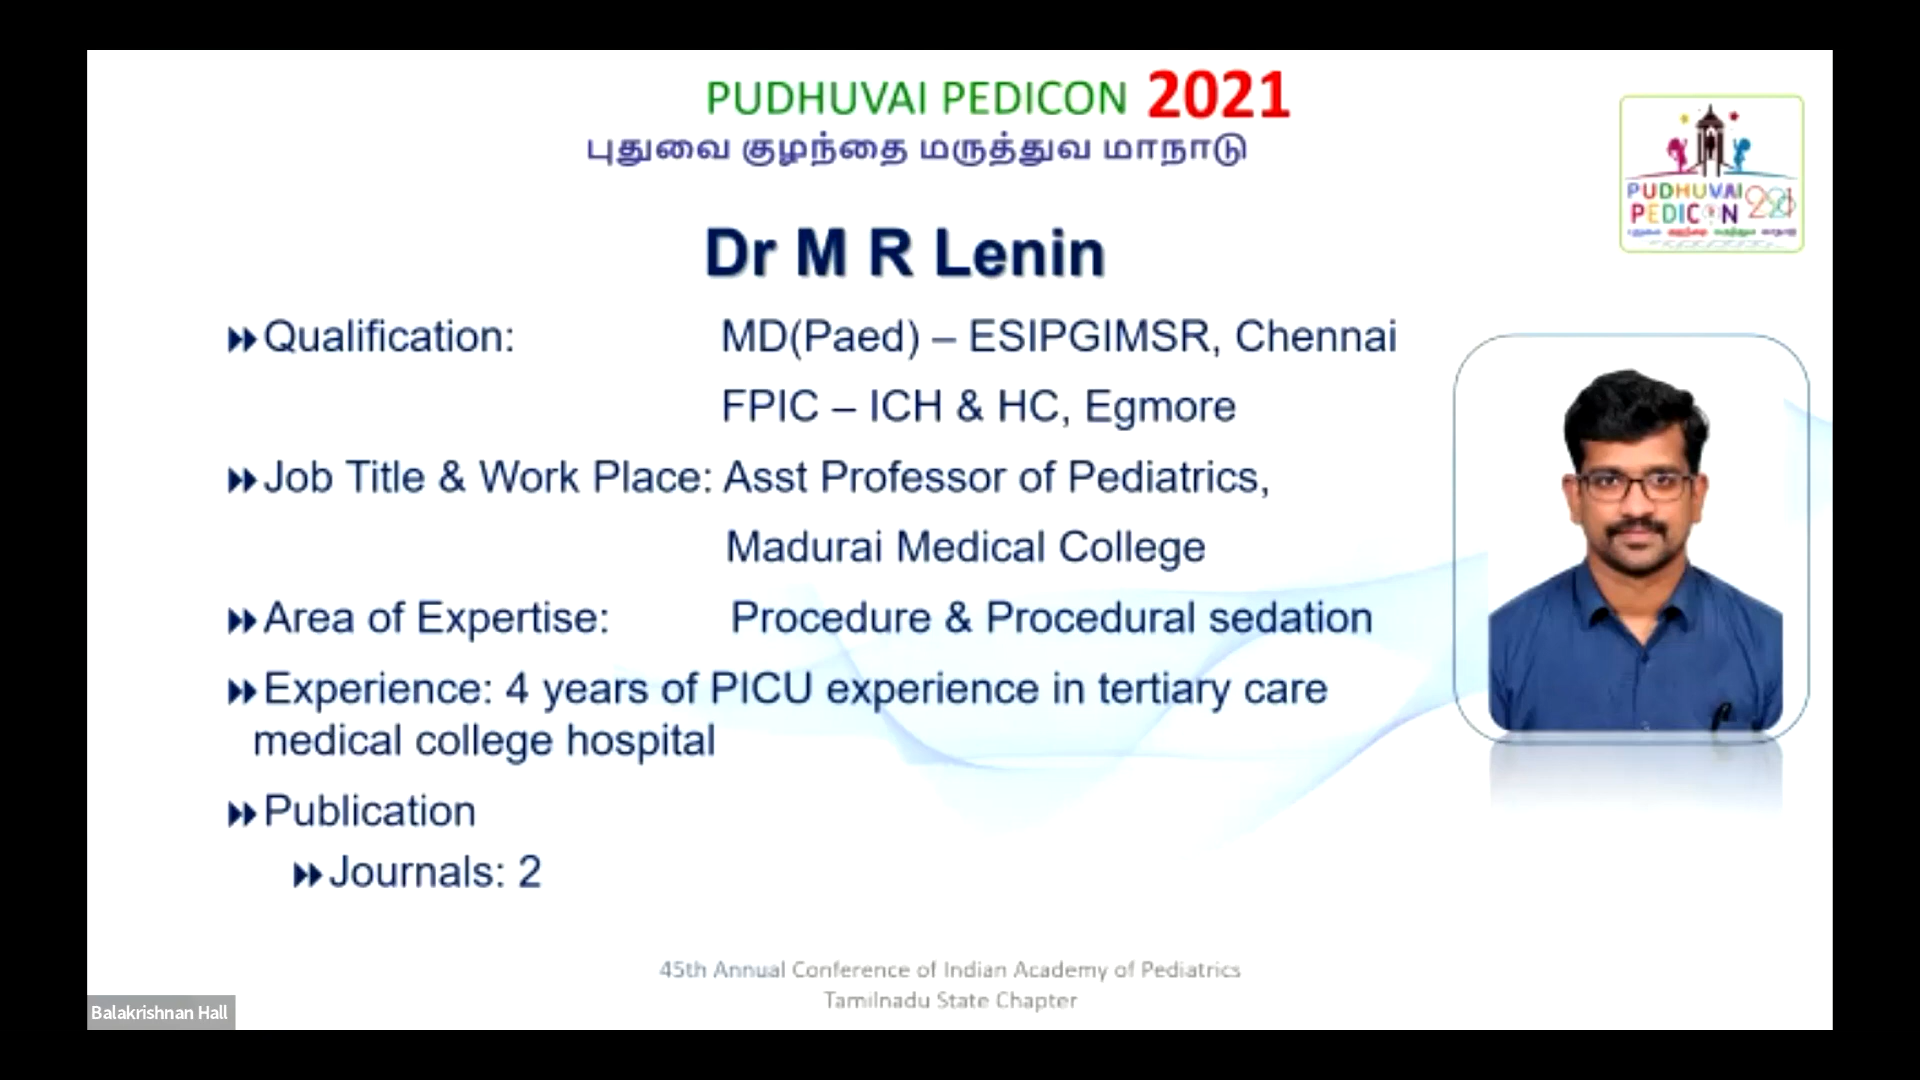 PUDHUVAI PEDICON 2021
புதுவை குழந்தை மருத்துவ மாநாடு
PUDHUVAI
PEDICON 2021
Dr M R Lenin
Qualification: MD(Paed) – ESIPGIMSR, Chennai
FPIC – ICH & HC, Egmore
Job Title & Work Place: Asst Professor of Pediatrics,
Madurai Medical College
Area of Expertise: Procedure & Procedural sedation
Experience: 4 years of PICU experience in tertiary care
medical college hospital
Publication
Journals: 2
45th Annual Conference of Indian Academy of Pediatrics
Tamilnadu State Chapter
Balakrishnan Hall